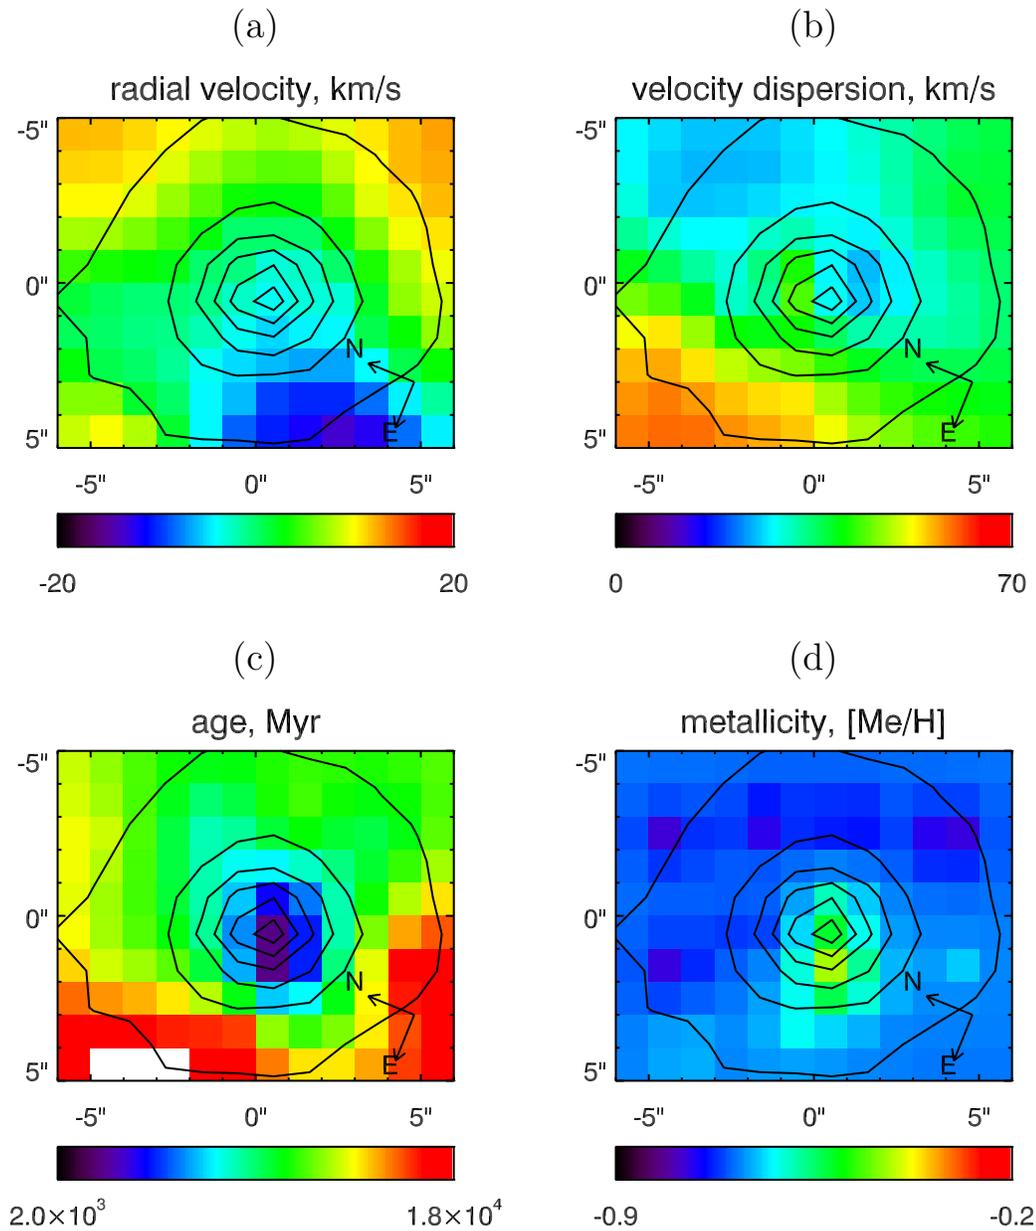 (a)
radial velocity, km/s
-5"
0"
5"
N
E
-5" 0" 5"
-20 20
(b)
velocity dispersion, km/s
-5"
0"
5"
N
E
-5" 0" 5"
0 70
(c)
age, Myr
-5"
0"
5"
N
E
-5" 0" 5"
2.0×10³ 1.8×10⁴
(d)
metallicity, [Me/H]
-5"
0"
5"
N
E
-5" 0" 5"
-0.9 -0.2